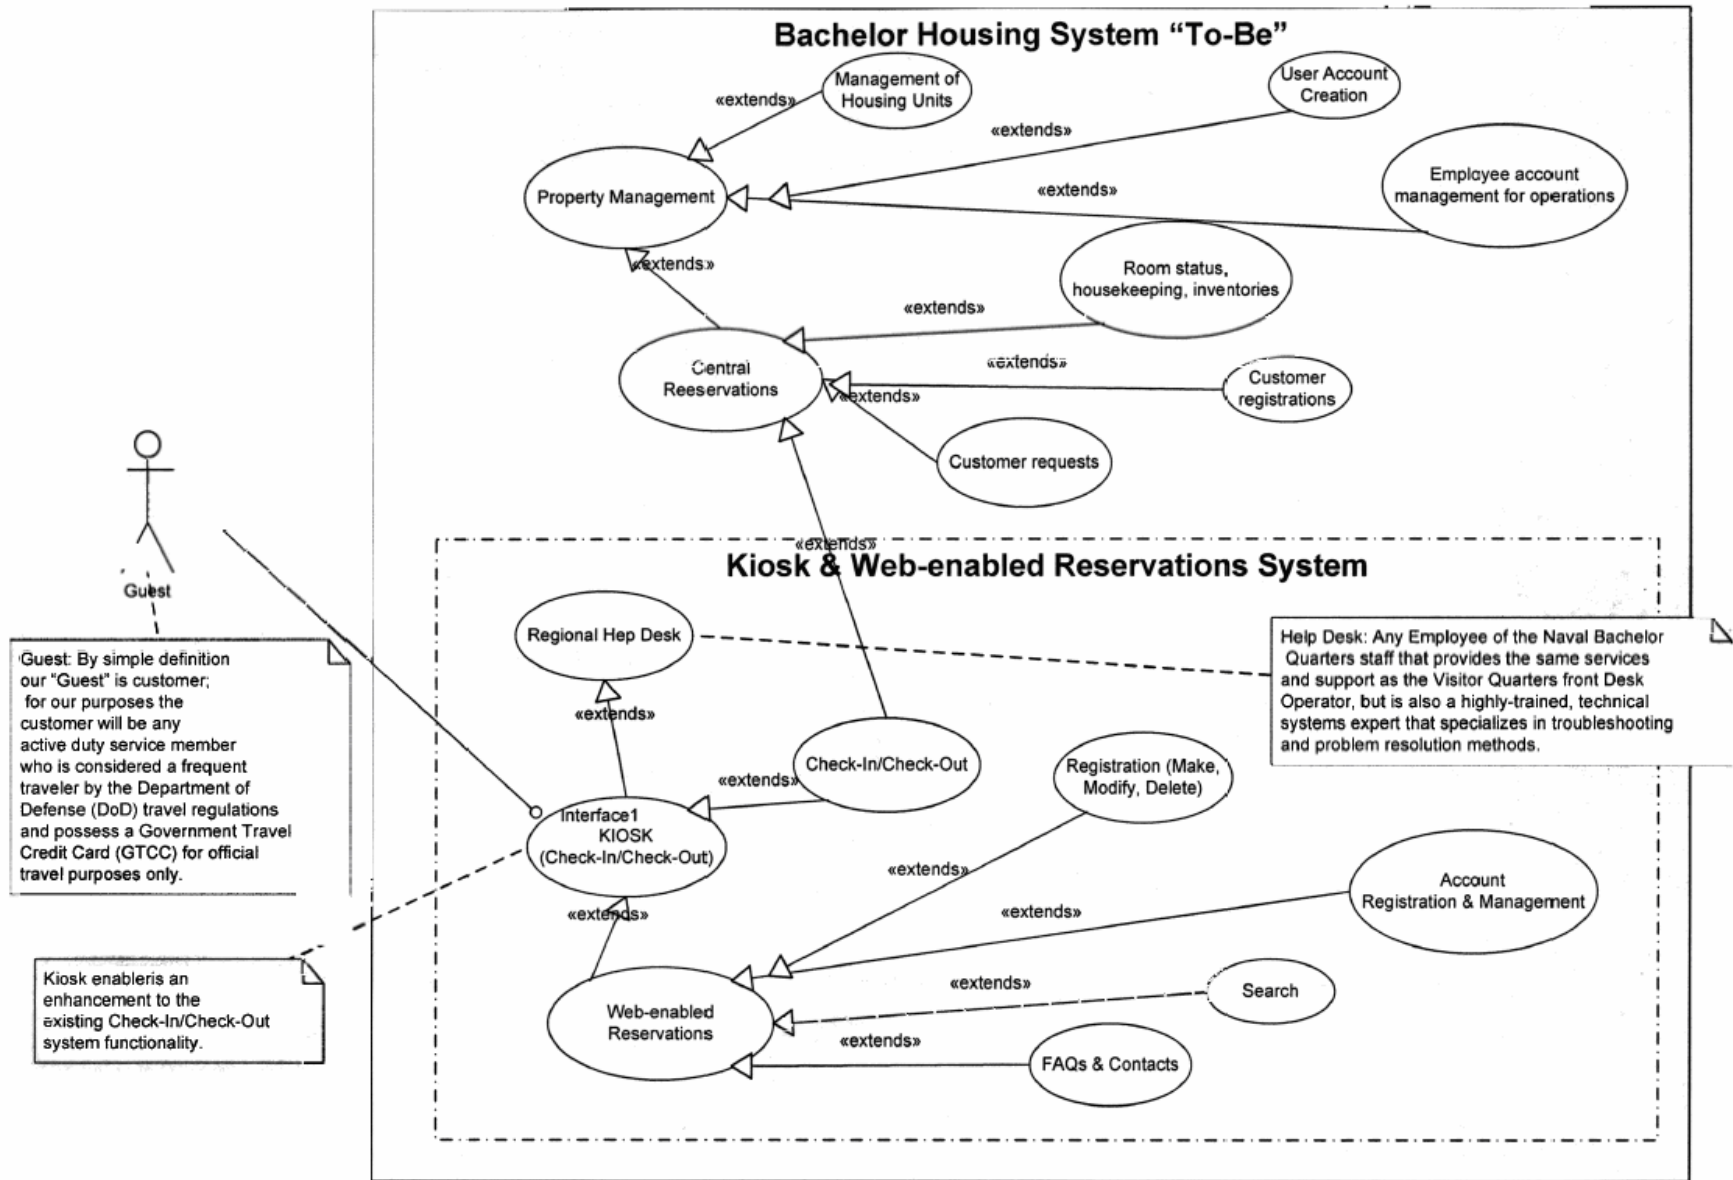 Bachelor Housing System “To-Be”
Management of
Housing Units
User Account
Creation
«extends»
«extends»
Employee account
management for operations
«extends»
Property Management
«extends»
Room status,
housekeeping, inventories
«extends»
Central
Reeservations
«extends»
Customer
registrations
«extends»
Customer requests
«extends»
Kiosk & Web-enabled Reservations System
Guest
Regional Hep Desk
Help Desk: Any Employee of the Naval Bachelor
Quarters staff that provides the same services
and support as the Visitor Quarters front Desk
Operator, but is also a highly-trained, technical
systems expert that specializes in troubleshooting
and problem resolution methods.
Guest: By simple definition
our “Guest” is customer;
for our purposes the
customer will be any
active duty service member
who is considered a frequent
traveler by the Department of
Defense (DoD) travel regulations
and possess a Government Travel
Credit Card (GTCC) for official
travel purposes only.
«extends»
Check-In/Check-Out
«extends»
Registration (Make,
Modify, Delete)
Interface1
KIOSK
(Check-In/Check-Out)
«extends»
Account
Registration & Management
«extends»
«extends»
Kiosk enableris an
enhancement to the
existing Check-In/Check-Out
system functionality.
«extends»
Search
Web-enabled
Reservations
«extends»
FAQs & Contacts